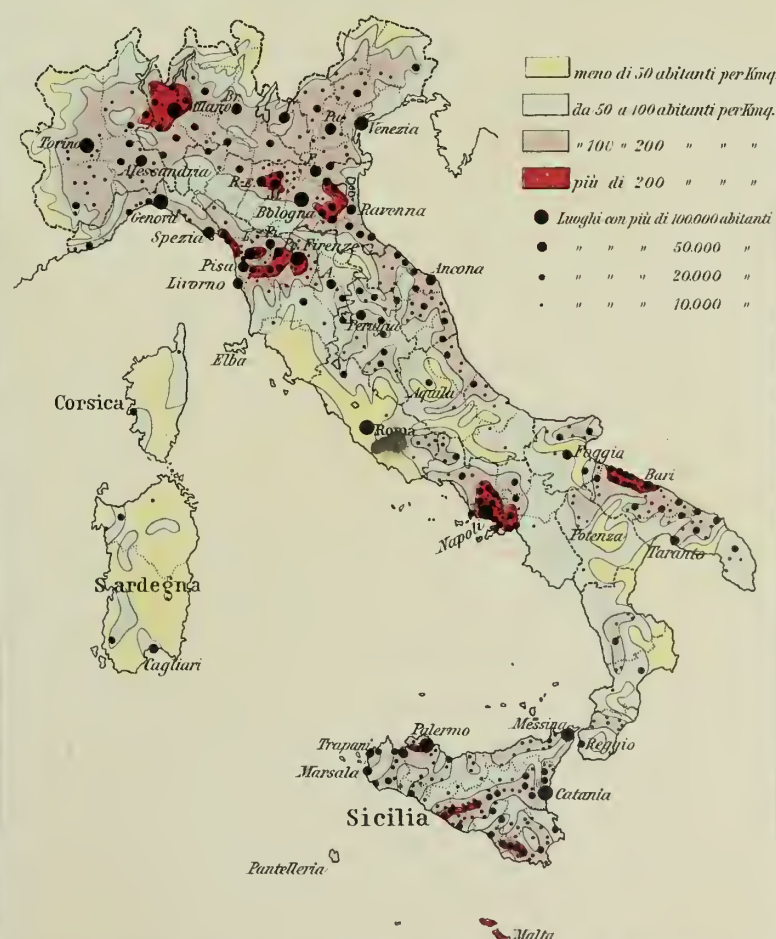 meno di 50 abitanti per Kmq.
da 50 a 100 abitanti per Kmq.
" 100 " 200 " " "
più di 200 " " "
Luoghi con più di 100.000 abitanti
" " " 50.000 "
" " " 20.000 "
" " " 10.000 "
Milano
Br.
Torino
Pa.
Venezia
Alessandria
F.
R.E.
M.
Genova
Bologna
Ravenna
Spezia
L.
Pi.
Firenze
Pisa
Livorno
A.
Ancona
Perugia
Elba
Aquila
Corsica
Roma
Foggia
Bari
Napoli
Potenza
Taranto
Sardegna
Cagliari
Palermo
Messina
Trapani
Reggio
Marsala
Catania
Sicilia
Pantelleria
Malta